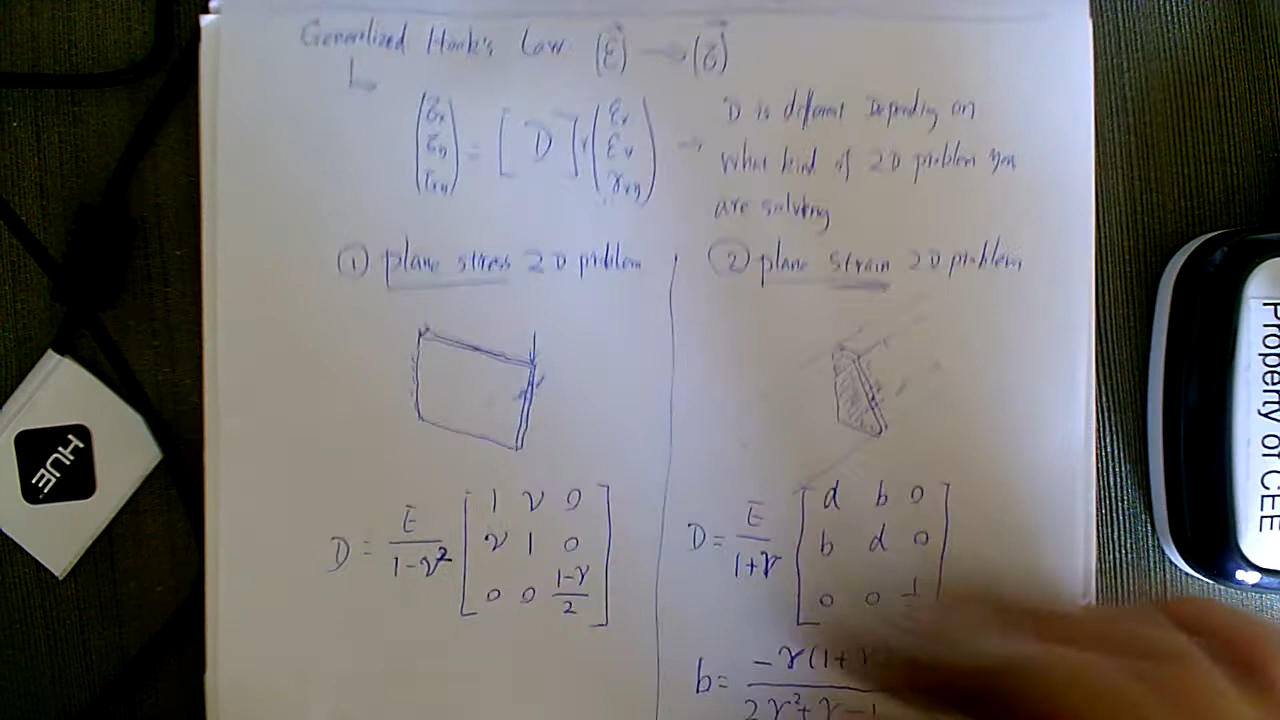 Generalized Hook's Law (ε⃗) → (σ⃗)
(σx σy τxy) = [ D ] × (εx εy γxy) → D is different Depending on
what kind of 2D problem you
are solving
① plane stress 2D problem
② plane strain 2D problem
D = E/(1-ν²) [1 ν 0
ν 1 0
0 0 (1-ν)/2]
D = E/(1+ν) [d b 0
b d 0
0 0 1/
b = -ν(1+ν / 2ν²+ν-1
HUE
Property of CEE